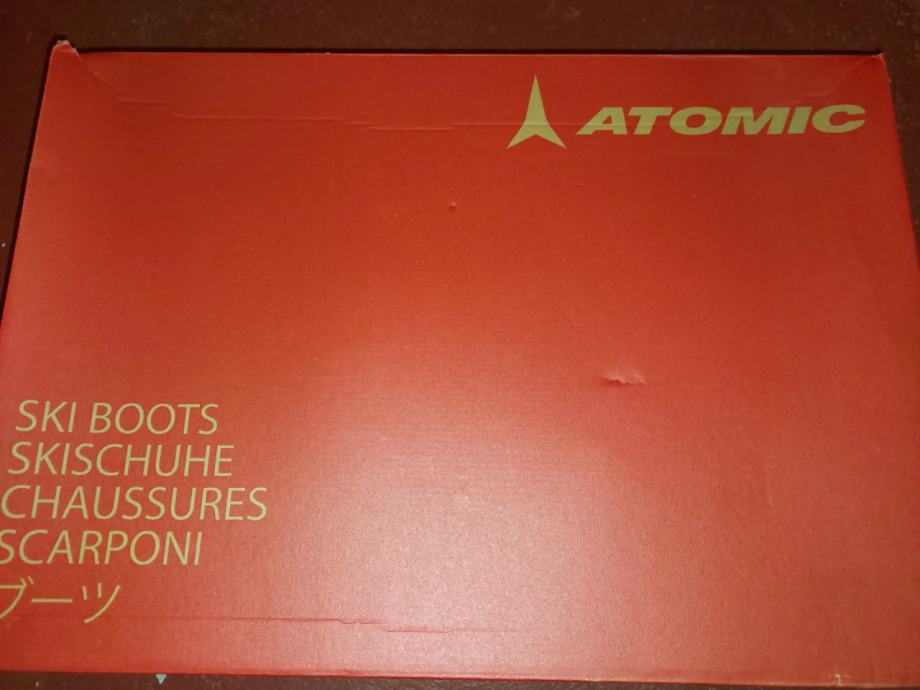 ATOMIC
SKI BOOTS
SKISCHUHE
CHAUSSURES
SCARPONI
ブーツ